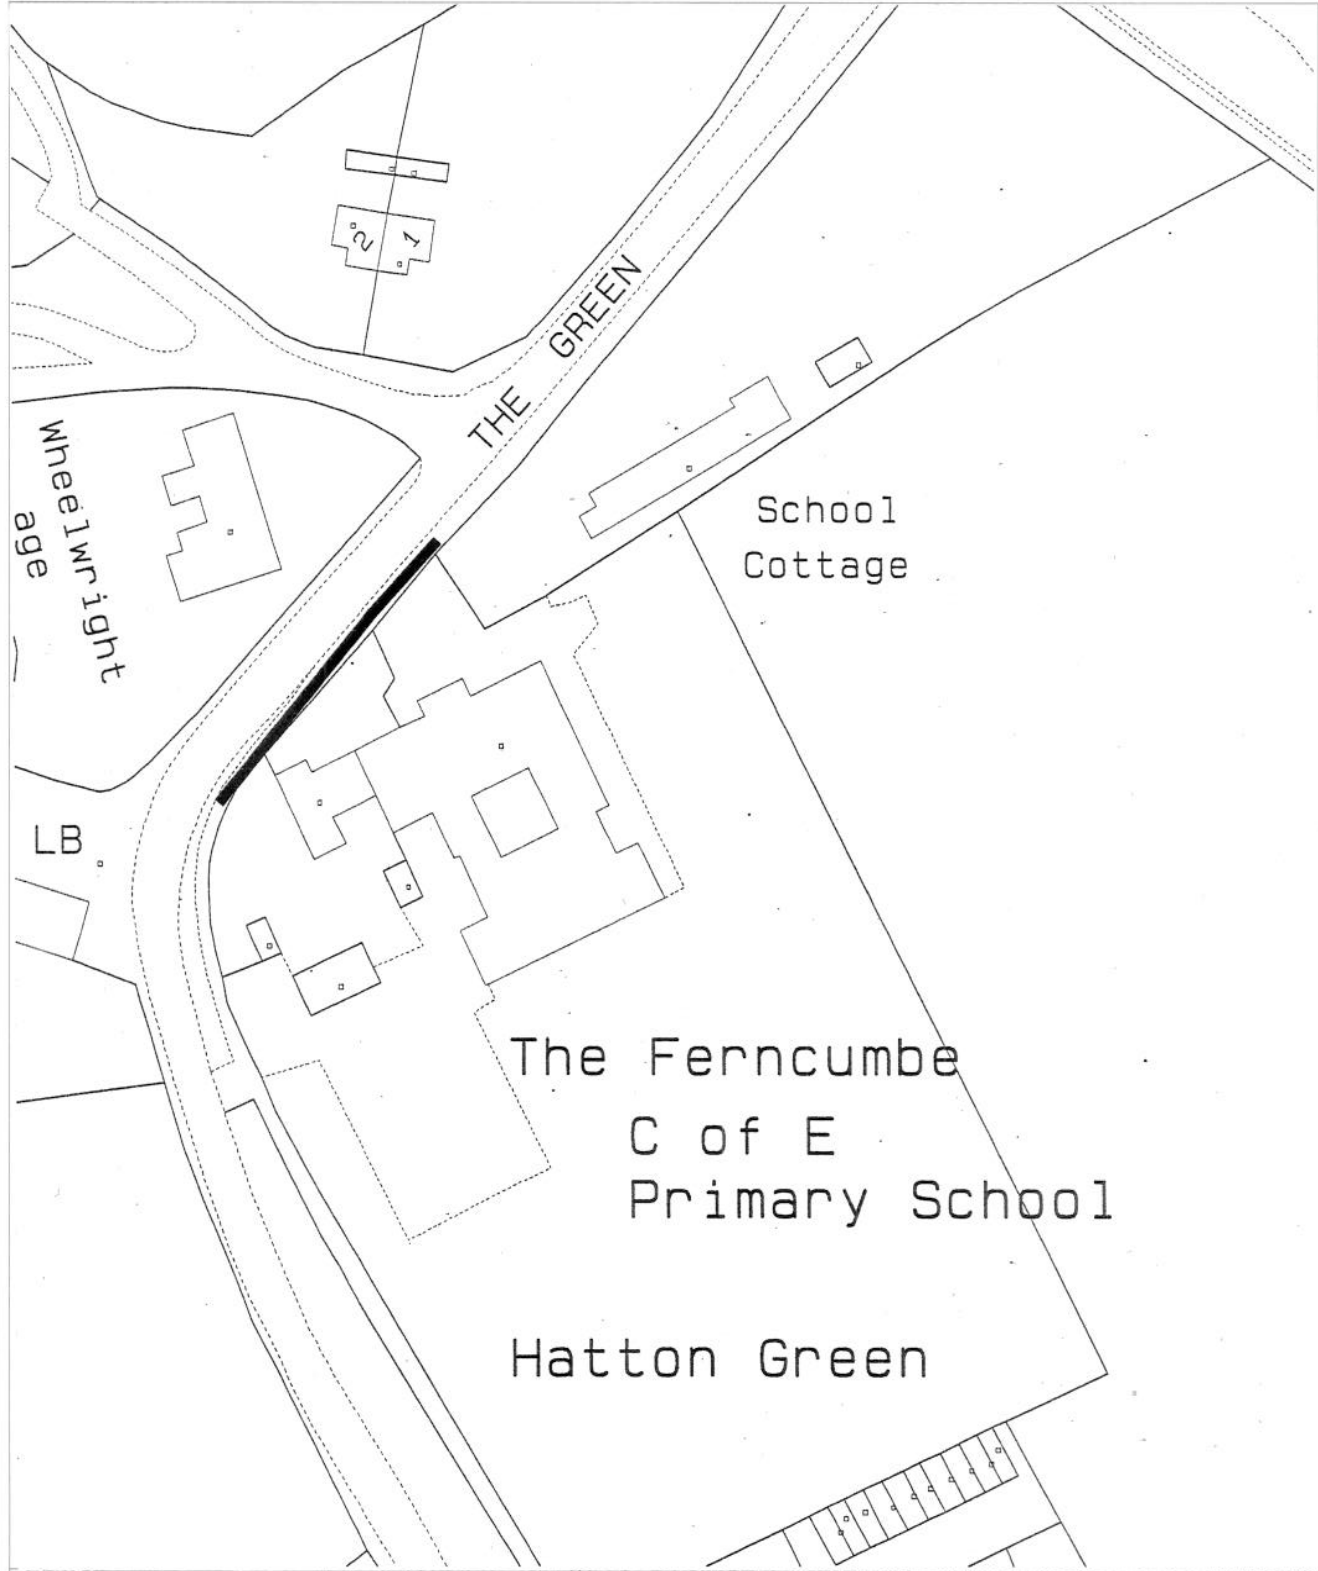 2
1
THE GREEN
Wheelwright
age
School
Cottage
LB
The Ferncumbe
C of E
Primary School
Hatton Green